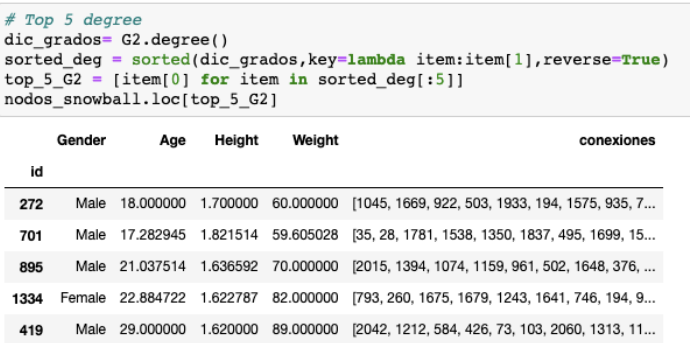 # Top 5 degree
dic_grados= G2.degree()
sorted_deg = sorted(dic_grados,key=lambda item:item[1],reverse=True)
top_5_G2 = [item[0] for item in sorted_deg[:5]]
nodos_snowball.loc[top_5_G2]
Gender Age Height Weight conexiones
id
272 Male 18.000000 1.700000 60.000000 [1045, 1669, 922, 503, 1933, 194, 1575, 935, 7...
701 Male 17.282945 1.821514 59.605028 [35, 28, 1781, 1538, 1350, 1837, 495, 1699, 15...
895 Male 21.037514 1.636592 70.000000 [2015, 1394, 1074, 1159, 961, 502, 1648, 376, ...
1334 Female 22.884722 1.622787 82.000000 [793, 260, 1675, 1679, 1243, 1641, 746, 194, 9...
419 Male 29.000000 1.620000 89.000000 [2042, 1212, 584, 426, 73, 103, 2060, 1313, 11...